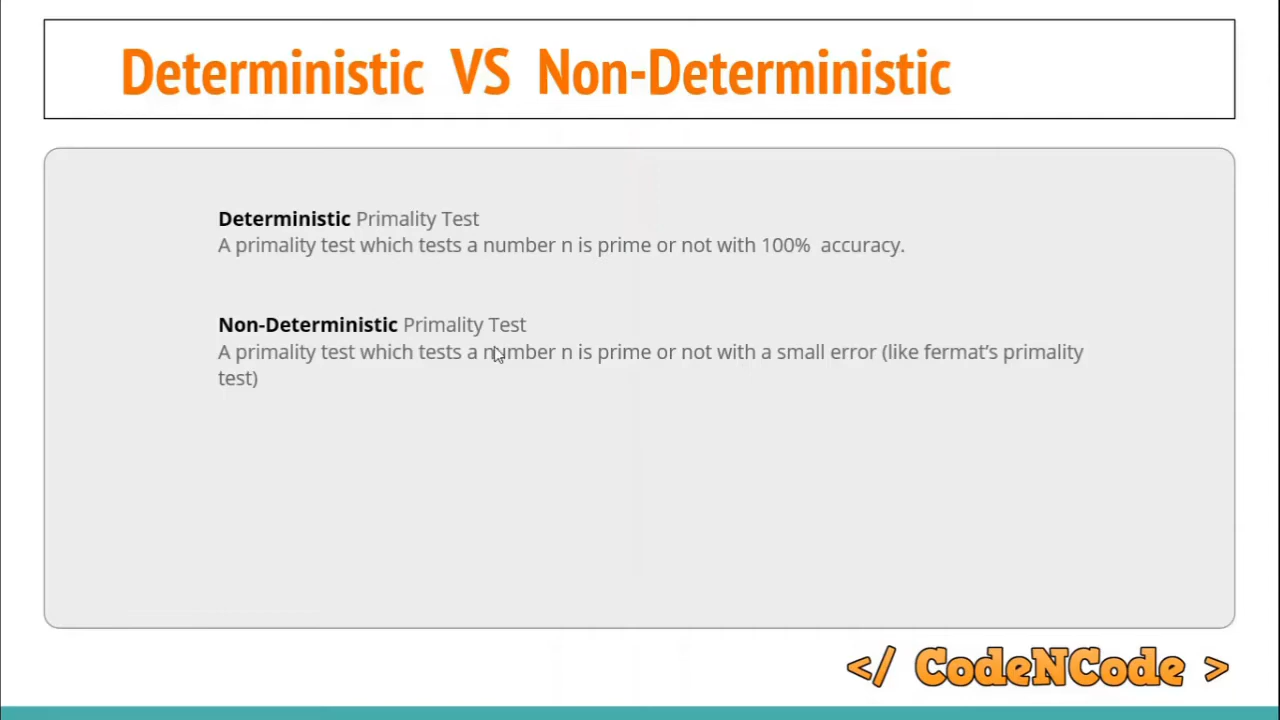 Deterministic VS Non-Deterministic
Deterministic Primality Test
A primality test which tests a number n is prime or not with 100% accuracy.
Non-Deterministic Primality Test
A primality test which tests a number n is prime or not with a small error (like fermat's primality
test)
</ CodeNCode >